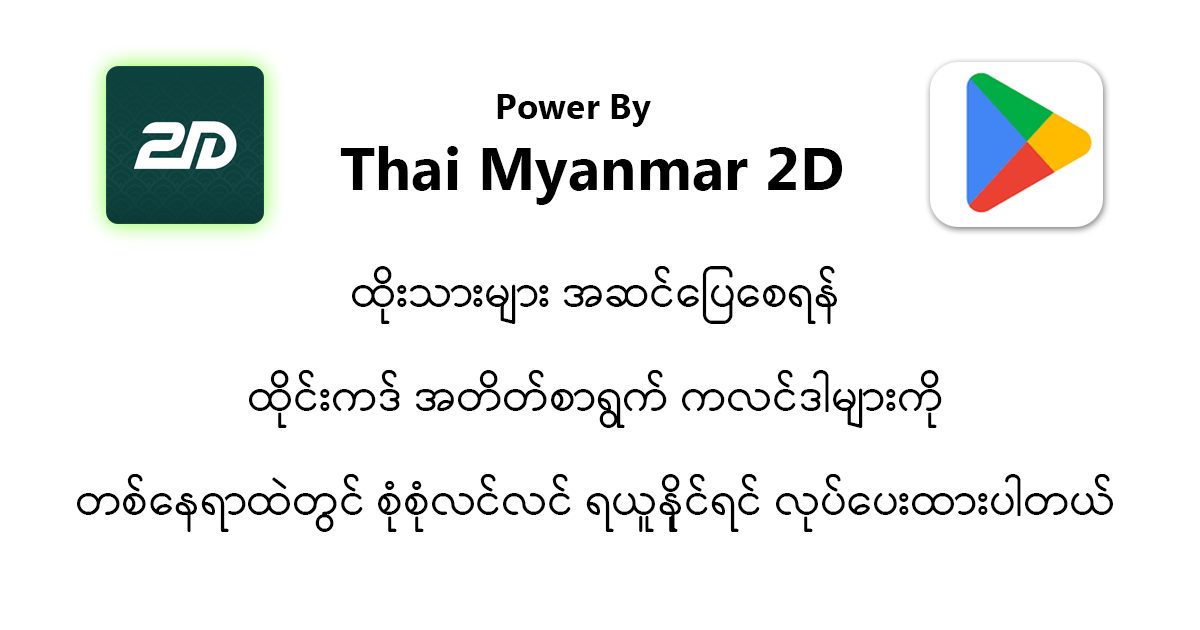 2D
Power By
Thai Myanmar 2D
ထိုးသားများ အဆင်ပြေစေရန်
ထိုင်းကဒ် အတိတ်စာရွက် ကလင်ဒါများကို
တစ်နေရာထဲတွင် စုံစုံလင်လင် ရယူနိုင်ရင် လုပ်ပေးထားပါတယ်